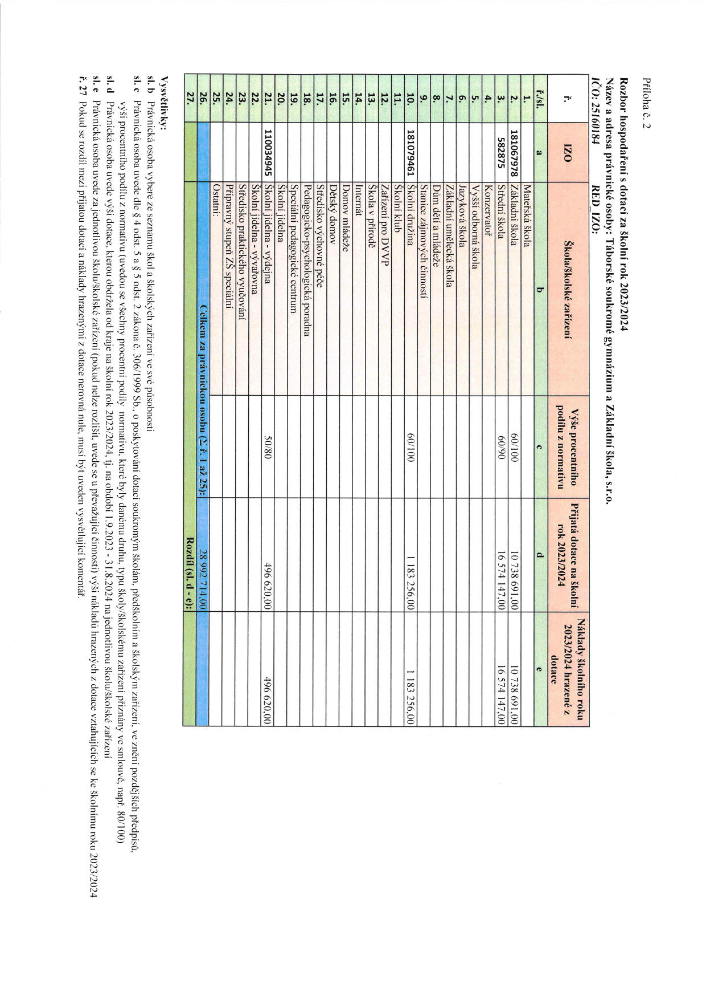 Příloha č. 2
Rozbor hospodaření s dotací za školní rok 2023/2024
Název a adresa právnické osoby: Táborské soukromé gymnázium a Základní škola, s.r.o.
IČO: 25160184 RED_IZO:
ř. IZO Škola/školské zařízení Výše procentního podílu z normativu Přijatá dotace na školní rok 2023/2024 Náklady školního roku 2023/2024 hrazené z dotace
ř./sl. a b c d e
1. Mateřská škola
2. 181067978 Základní škola 60/100 10 738 691,00 10 738 691,00
3. 582875 Střední škola 60/90 16 574 147,00 16 574 147,00
4. Konzervatoř
5. Vyšší odborná škola
6. Jazyková škola
7. Základní umělecká škola
8. Dům dětí a mládeže
9. Stanice zájmových činností
10. 181079461 Školní družina 60/100 1 183 256,00 1 183 256,00
11. Školní klub
12. Zařízení pro DVVP
13. Škola v přírodě
14. Internát
15. Domov mládeže
16. Dětský domov
17. Středisko výchovné péče
18. Pedagogicko-psychologická poradna
19. Speciální pedagogické centrum
20. Školní jídelna
21. 110034945 Školní jídelna - výdejna 50/80 496 620,00 496 620,00
22. Školní jídelna - vývařovna
23. Středisko praktického vyučování
24. Přípravný stupeň ZŠ speciální
25. Ostatní:
26. Celkem za právnickou osobu (Σ ř. 1 až 25): 28 992 714,00
27. Rozdíl (sl. d - e):
Vysvětlivky:
sl. b Právnická osoba vybere ze seznamu škol a školských zařízení ve své působnosti
sl. c Právnická osoba uvede dle § 4 odst. 5 a § 5 odst. 2 zákona č. 306/1999 Sb., o poskytování dotací soukromým školám, předškolním a školským zařízení, ve znění pozdějších předpisů,
výši procentního podílu z normativu (uvedou se všechny procentní podíly normativu, které byly danému druhu, typu školy/školskému zařízení přiznány ve smlouvě, např. 80/100)
sl. d Právnická osoba uvede výši dotace, kterou obdržela od kraje na školní rok 2023/2024, tj. na období 1.9.2023 - 31.8.2024 na jednotlivou školu/školské zařízení
sl. e Právnická osoba uvede za jednotlivou školu/školské zařízení (pokud nelze rozlišit, uvede se u převažující činnosti) výši nákladů hrazených z dotace vztahujících se ke školnímu roku 2023/2024
ř. 27 Pokud se rozdíl mezi přijatou dotací a náklady hrazenými z dotace nerovná nule, musí být uveden vysvětlující komentář.